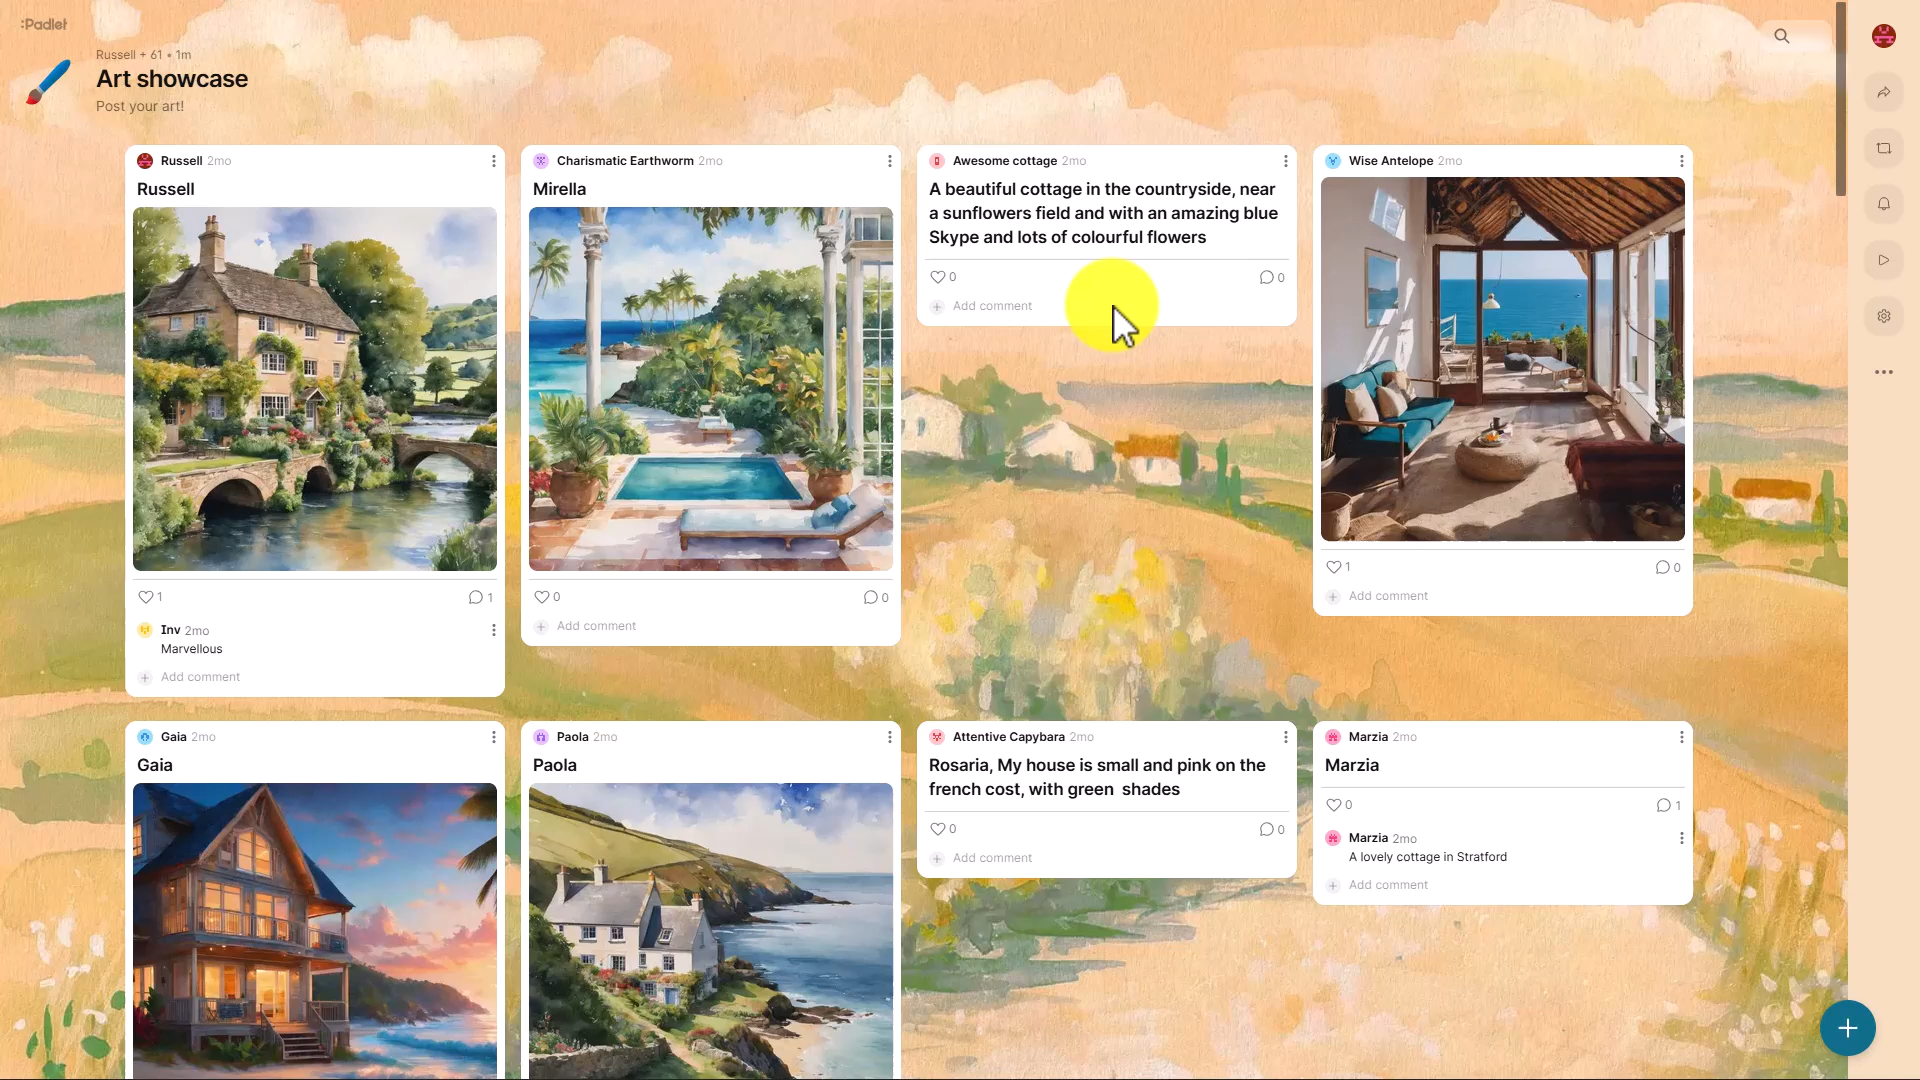 :Padlet
Russell + 61 • 1m
Art showcase
Post your art!
Russell 2mo
Russell
1
1
Inv 2mo
Marvellous
Add comment
Charismatic Earthworm 2mo
Mirella
0
0
Add comment
Awesome cottage 2mo
A beautiful cottage in the countryside, near
a sunflowers field and with an amazing blue
Skype and lots of colourful flowers
0
0
Add comment
Wise Antelope 2mo
1
0
Add comment
Gaia 2mo
Gaia
Paola 2mo
Paola
Attentive Capybara 2mo
Rosaria, My house is small and pink on the
french cost, with green  shades
0
0
Add comment
Marzia 2mo
Marzia
0
1
Marzia 2mo
A lovely cottage in Stratford
Add comment